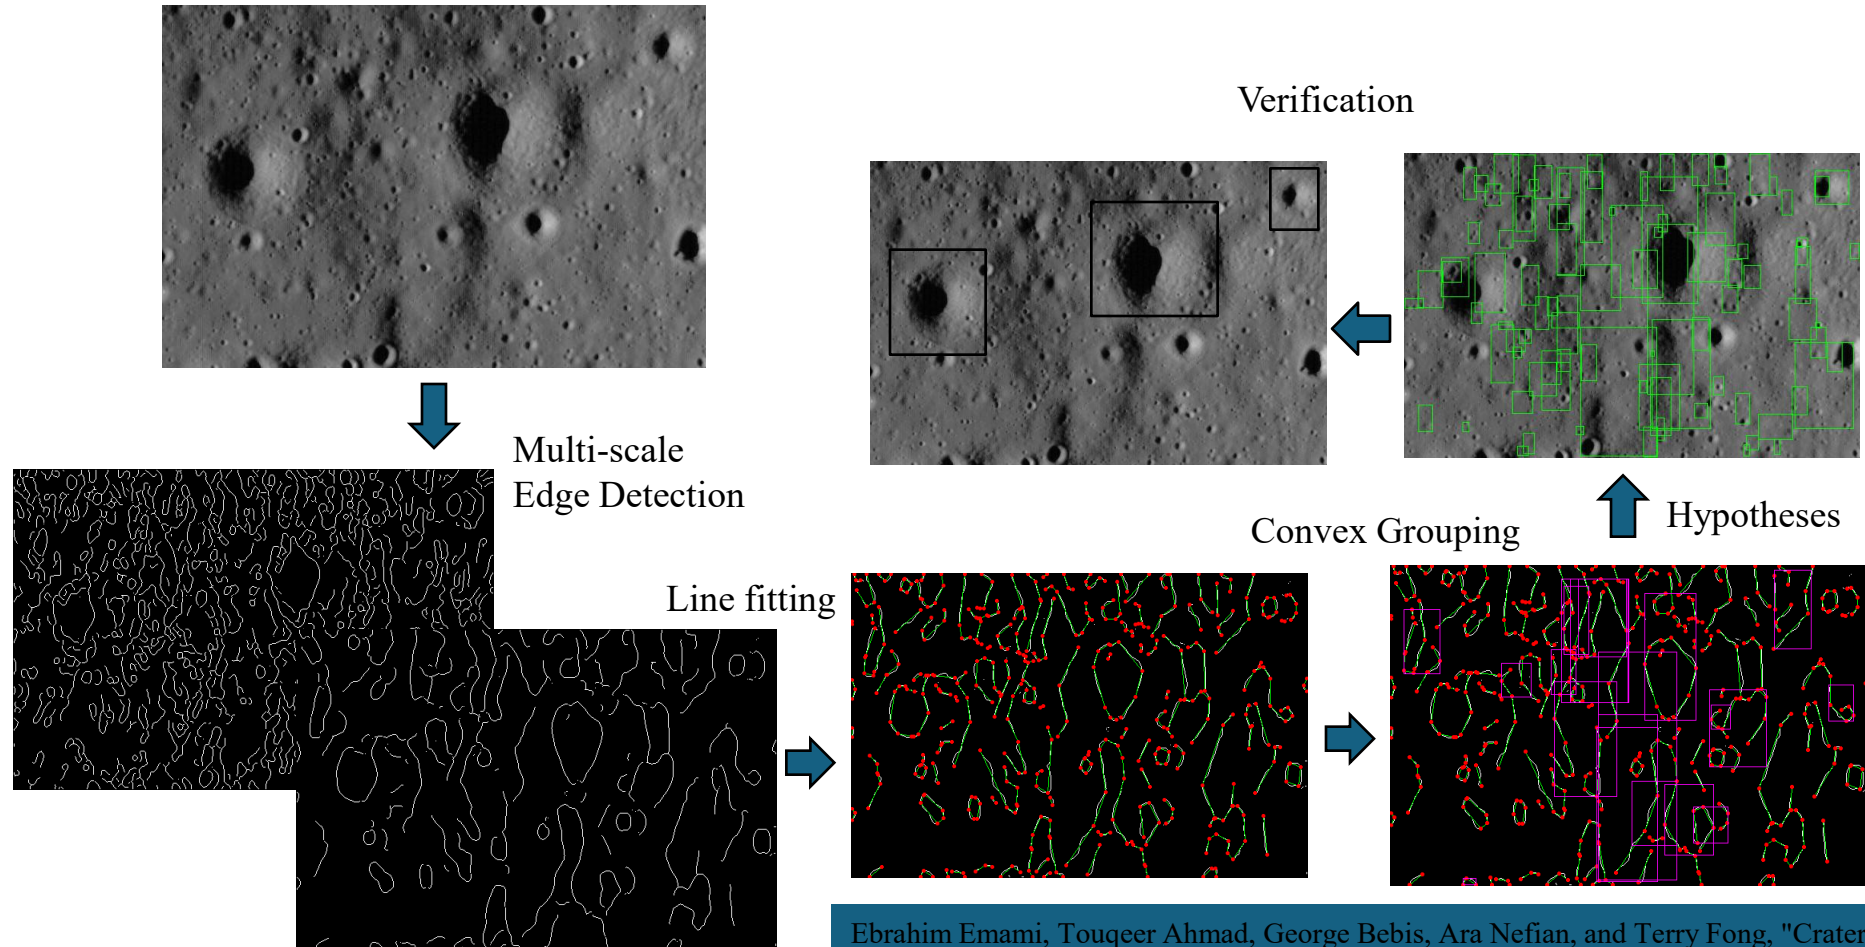 Verification
Multi-scale
Edge Detection
Convex Grouping
Hypotheses
Line fitting
Ebrahim Emami, Touqeer Ahmad, George Bebis, Ara Nefian, and Terry Fong, "Crater